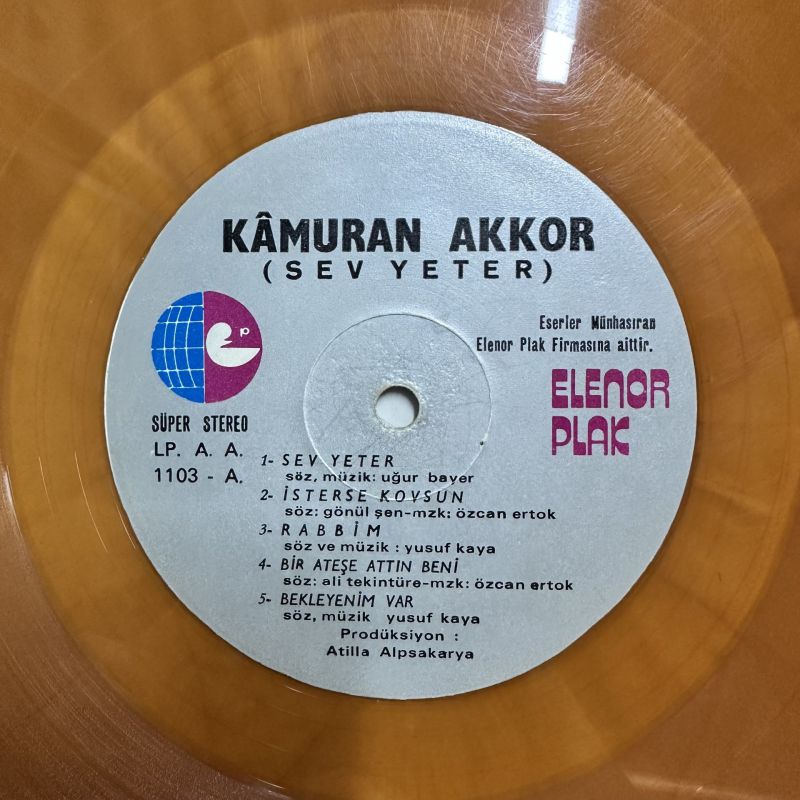 KÂMURAN AKKOR
(SEV YETER)
Eserler Münhasıran
Elenor Plak Firmasına aittir.
ep
ELENOR
PLAK
SÜPER STEREO
LP. A. A.
1103 - A.
1- SEV YETER
söz, müzik: uğur bayer
2- İSTERSE KOVSUN
söz: gönül şen-mzk: özcan ertok
3- RABBİM
söz ve müzik : yusuf kaya
4- BİR ATEŞE ATTIN BENİ
söz: ali tekintüre-mzk: özcan ertok
5- BEKLEYENİM VAR
söz, müzik yusuf kaya
Prodüksiyon :
Atilla Alpsakarya